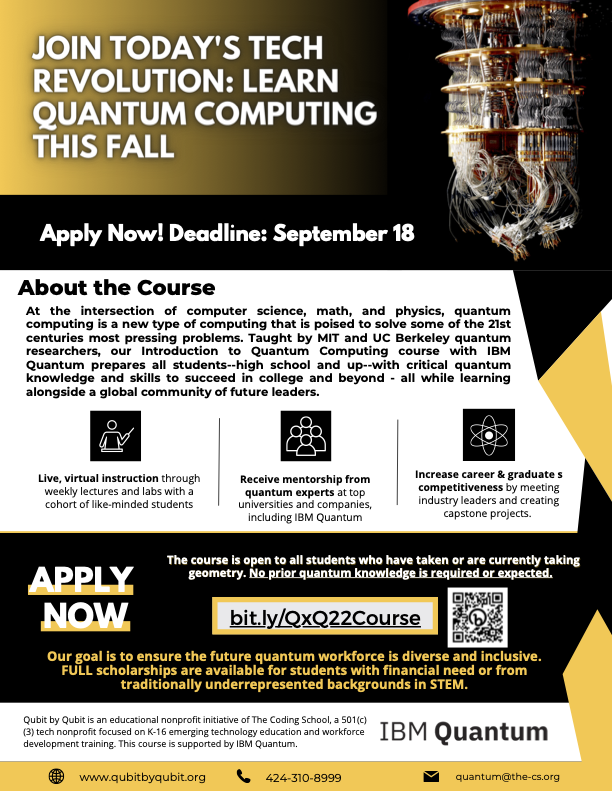 JOIN TODAY'S TECH
REVOLUTION: LEARN
QUANTUM COMPUTING
THIS FALL
Apply Now! Deadline: September 18
About the Course
At the intersection of computer science, math, and physics, quantum
computing is a new type of computing that is poised to solve some of the 21st
centuries most pressing problems. Taught by MIT and UC Berkeley quantum
researchers, our Introduction to Quantum Computing course with IBM
Quantum prepares all students--high school and up--with critical quantum
knowledge and skills to succeed in college and beyond - all while learning
alongside a global community of future leaders.
Live, virtual instruction through
weekly lectures and labs with a
cohort of like-minded students
Receive mentorship from
quantum experts at top
universities and companies,
including IBM Quantum
Increase career & graduate s
competitiveness by meeting
industry leaders and creating
capstone projects.
The course is open to all students who have taken or are currently taking
geometry. No prior quantum knowledge is required or expected.
APPLY
NOW
bit.ly/QxQ22Course
Our goal is to ensure the future quantum workforce is diverse and inclusive.
FULL scholarships are available for students with financial need or from
traditionally underrepresented backgrounds in STEM.
Qubit by Qubit is an educational nonprofit initiative of The Coding School, a 501(c)
(3) tech nonprofit focused on K-16 emerging technology education and workforce
development training. This course is supported by IBM Quantum.
IBM Quantum
www.qubitbyqubit.org
424-310-8999
quantum@the-cs.org